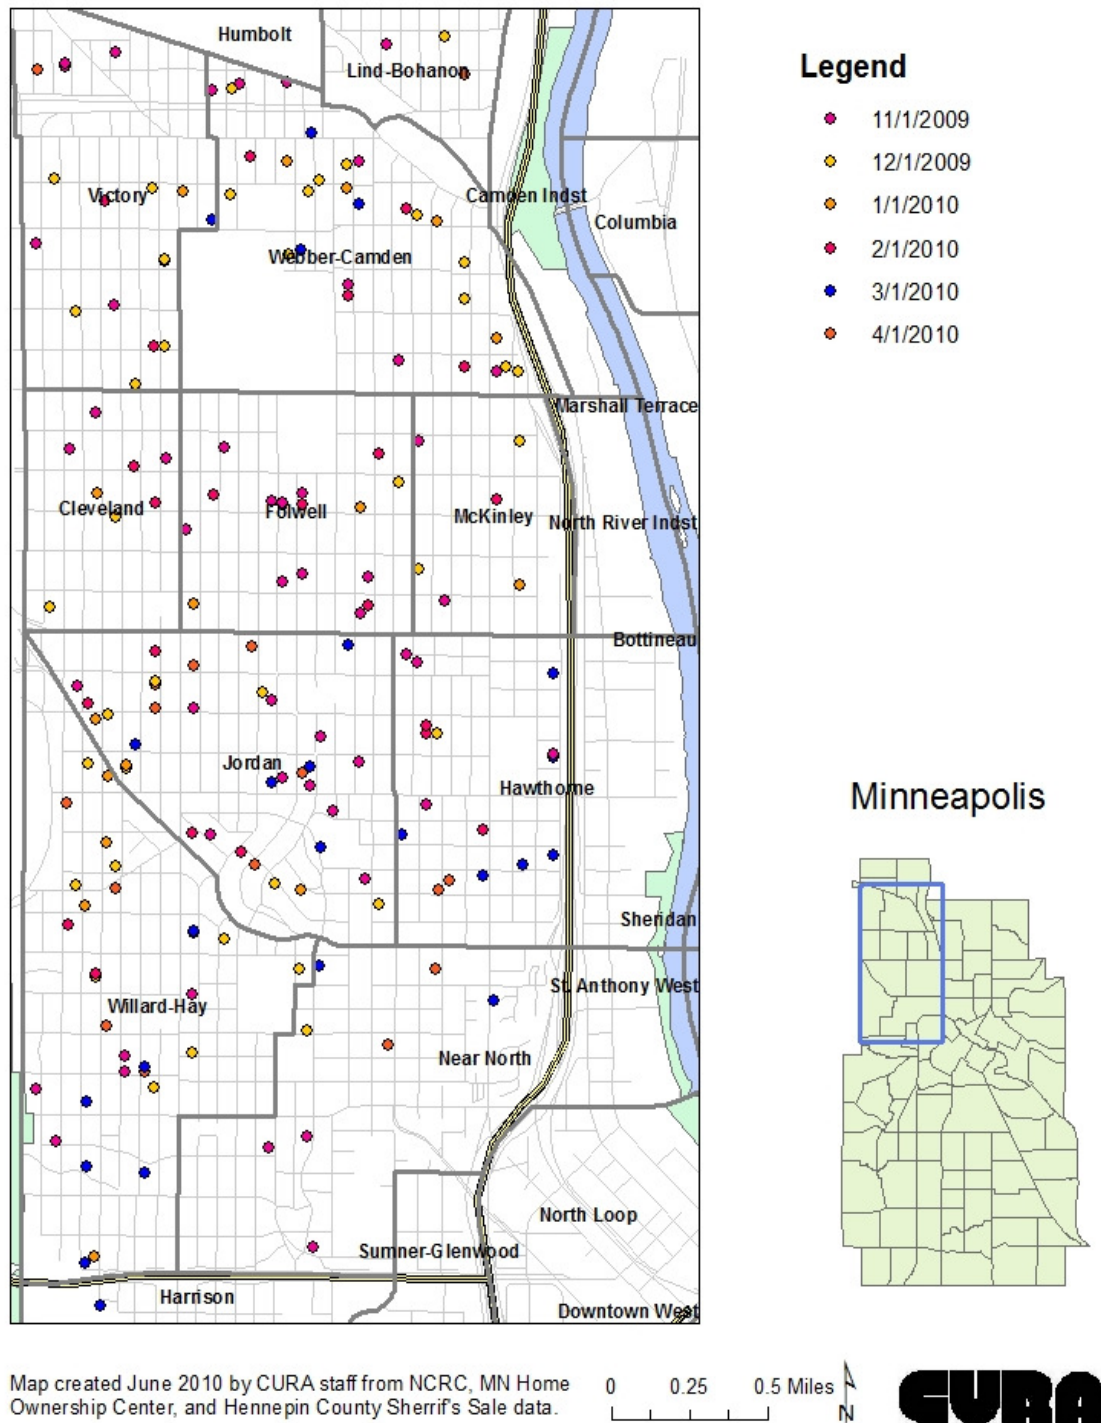 Humbolt
Lind-Bohanon
Victory
Camden Indst
Columbia
Webber-Camden
Marshall Terrace
Cleveland
Folwell
McKinley
North River Indst
Bottineau
Jordan
Hawthorne
Sheridan
St. Anthony West
Willard-Hay
Near North
North Loop
Sumner-Glenwood
Harrison
Downtown West
Legend
11/1/2009
12/1/2009
1/1/2010
2/1/2010
3/1/2010
4/1/2010
Minneapolis
Map created June 2010 by CURA staff from NCRC, MN Home
Ownership Center, and Hennepin County Sherrif's Sale data.
0 0.25 0.5 Miles
N
CURA